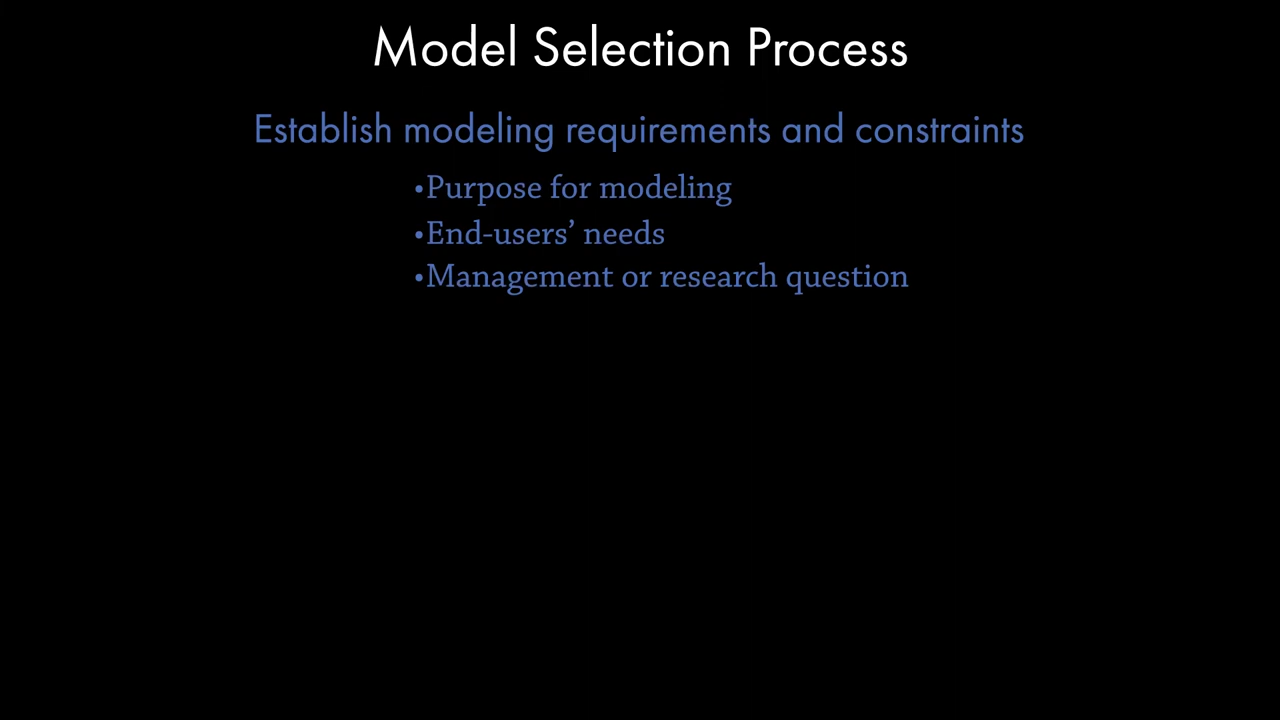 Model Selection Process
Establish modeling requirements and constraints
•Purpose for modeling
•End-users’ needs
•Management or research question